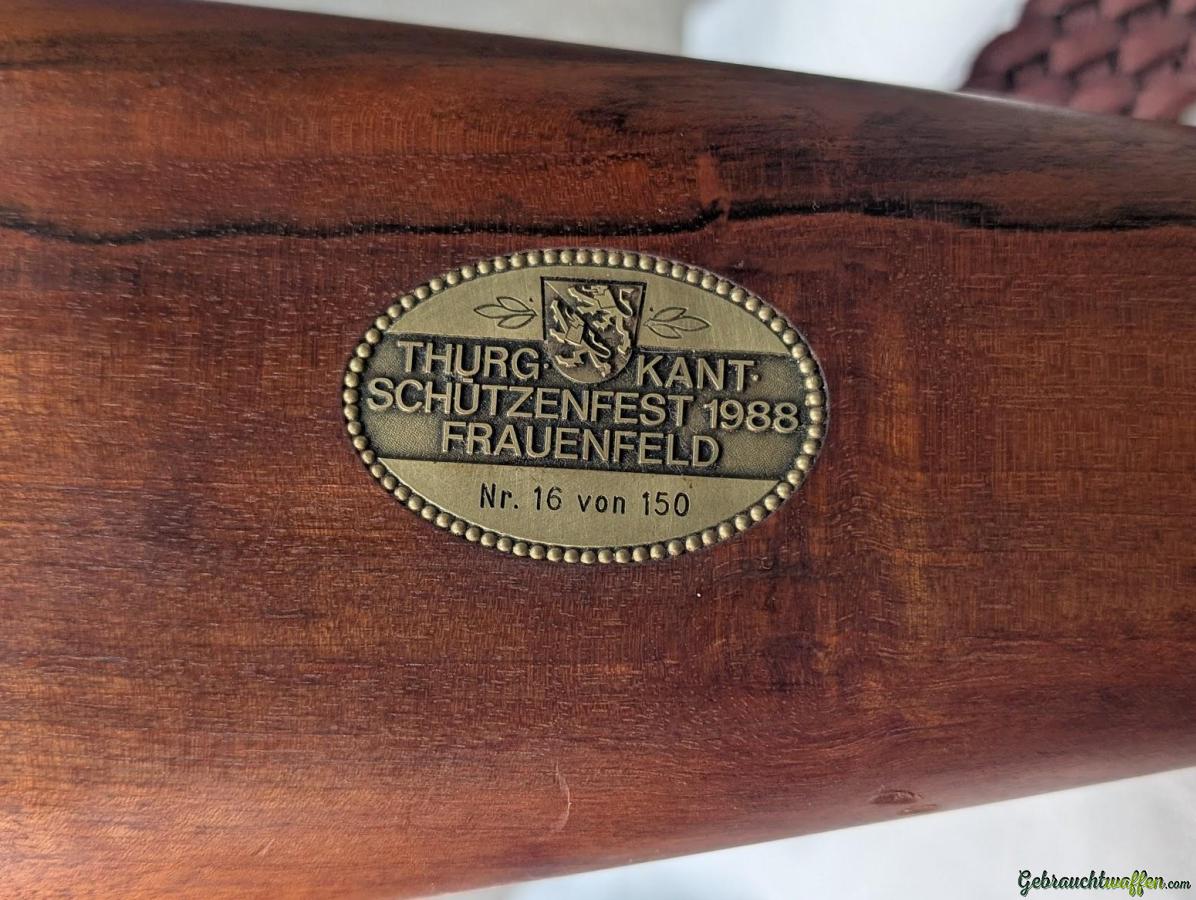 THURG. KANT.
SCHÜTZENFEST 1988
FRAUENFELD
Nr. 16 von 150
Gebrauchtwaffen.com